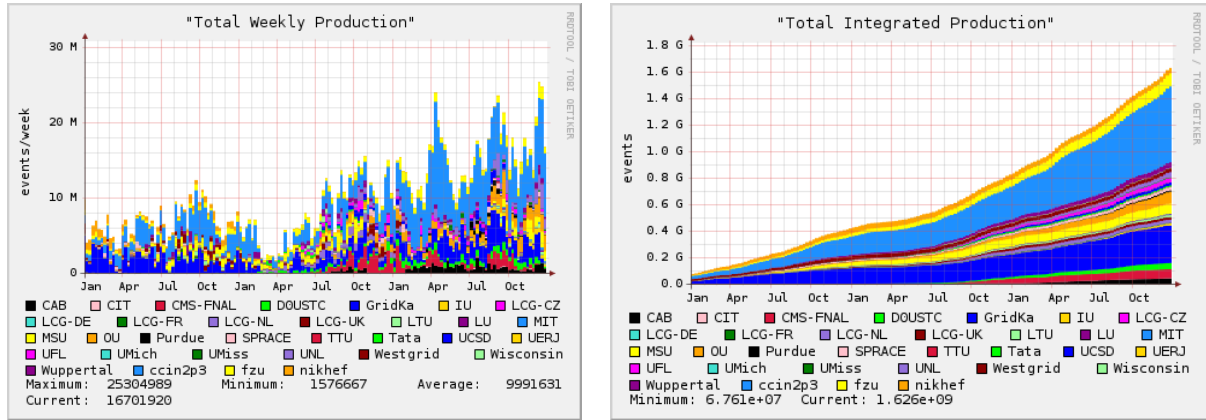 "Total Weekly Production"
RRDTOOL / TOBI OETIKER
events/week
30 M
20 M
10 M
0
Jan Apr Jul Oct Jan Apr Jul Oct Jan Apr Jul Oct
CAB CIT CMS-FNAL DOUSTC GridKa IU LCG-CZ
LCG-DE LCG-FR LCG-NL LCG-UK LTU LU MIT
MSU OU Purdue SPRACE TTU Tata UCSD UERJ
UFL UMich UMiss UNL Westgrid Wisconsin
Wuppertal ccin2p3 fzu nikhef
Maximum: 25304989 Minimum: 1576667 Average: 9991631
Current: 16701920
"Total Integrated Production"
RRDTOOL / TOBI OETIKER
events
1.8 G
1.6 G
1.4 G
1.2 G
1.0 G
0.8 G
0.6 G
0.4 G
0.2 G
0.0
Jan Apr Jul Oct Jan Apr Jul Oct Jan Apr Jul Oct
CAB CIT CMS-FNAL DOUSTC GridKa IU LCG-CZ
LCG-DE LCG-FR LCG-NL LCG-UK LTU LU MIT
MSU OU Purdue SPRACE TTU Tata UCSD UERJ
UFL UMich UMiss UNL Westgrid Wisconsin
Wuppertal ccin2p3 fzu nikhef
Minimum: 6.761e+07 Current: 1.626e+09